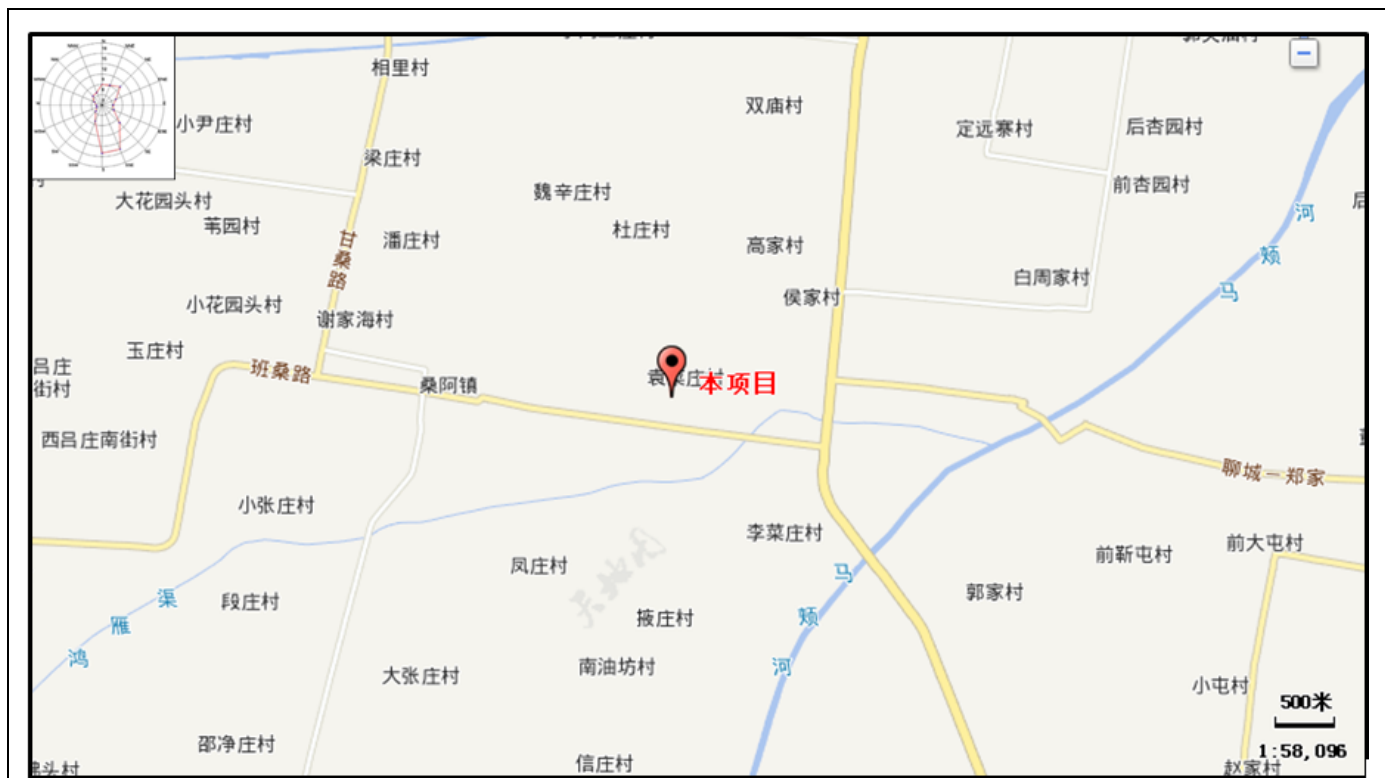 相里村
双庙村
小尹庄村
定远寨村
后杏园村
梁庄村
前杏园村
大花园头村
魏辛庄村
苇园村
潘庄村
杜庄村
高家村
甘桑路
马颊河
白周家村
侯家村
小花园头村
谢家海村
玉庄村
吕庄
街村
班桑路
桑阿镇
本项目
西吕庄南街村
聊城－郑家
小张庄村
李菜庄村
前靳屯村
前大屯村
凤庄村
天地图
马颊河
郭家村
鸿雁渠
段庄村
掖庄村
南油坊村
大张庄村
小屯村
500米
邵净庄村
1:58,096
信庄村
赵家村